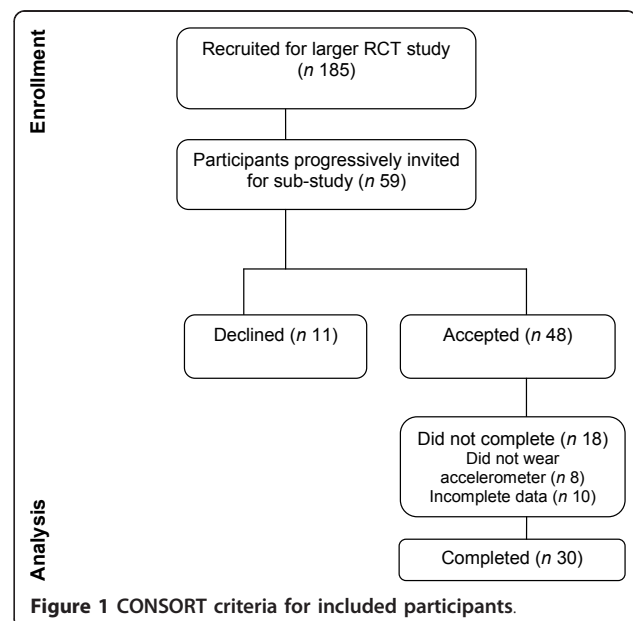 Enrollment
Recruited for larger RCT study
(n 185)
Participants progressively invited
for sub-study (n 59)
Declined (n 11)
Accepted (n 48)
Did not complete (n 18)
Did not wear
accelerometer (n 8)
Incomplete data (n 10)
Analysis
Completed (n 30)
Figure 1 CONSORT criteria for included participants.